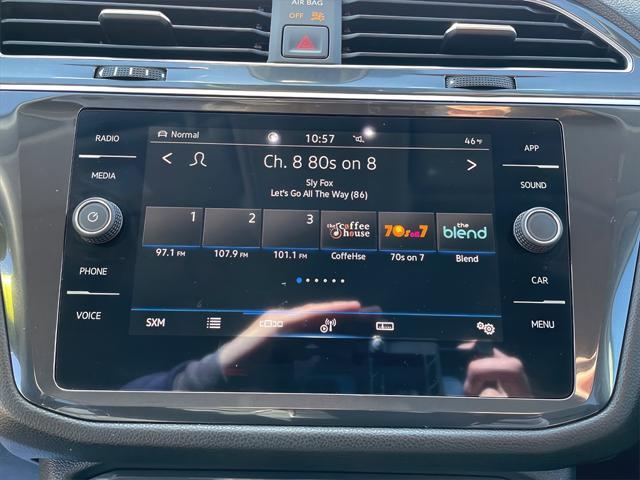 AIR BAG
OFF
RADIO
MEDIA
PHONE
VOICE
Normal
10:57
46°F
Ch. 8 80s on 8
Sly Fox
Let's Go All The Way (86)
1
2
3
the coffee house
70s on 7
the blend
97.1 FM
107.9 FM
101.1 FM
CoffeHse
70s on 7
Blend
SXM
APP
SOUND
CAR
MENU